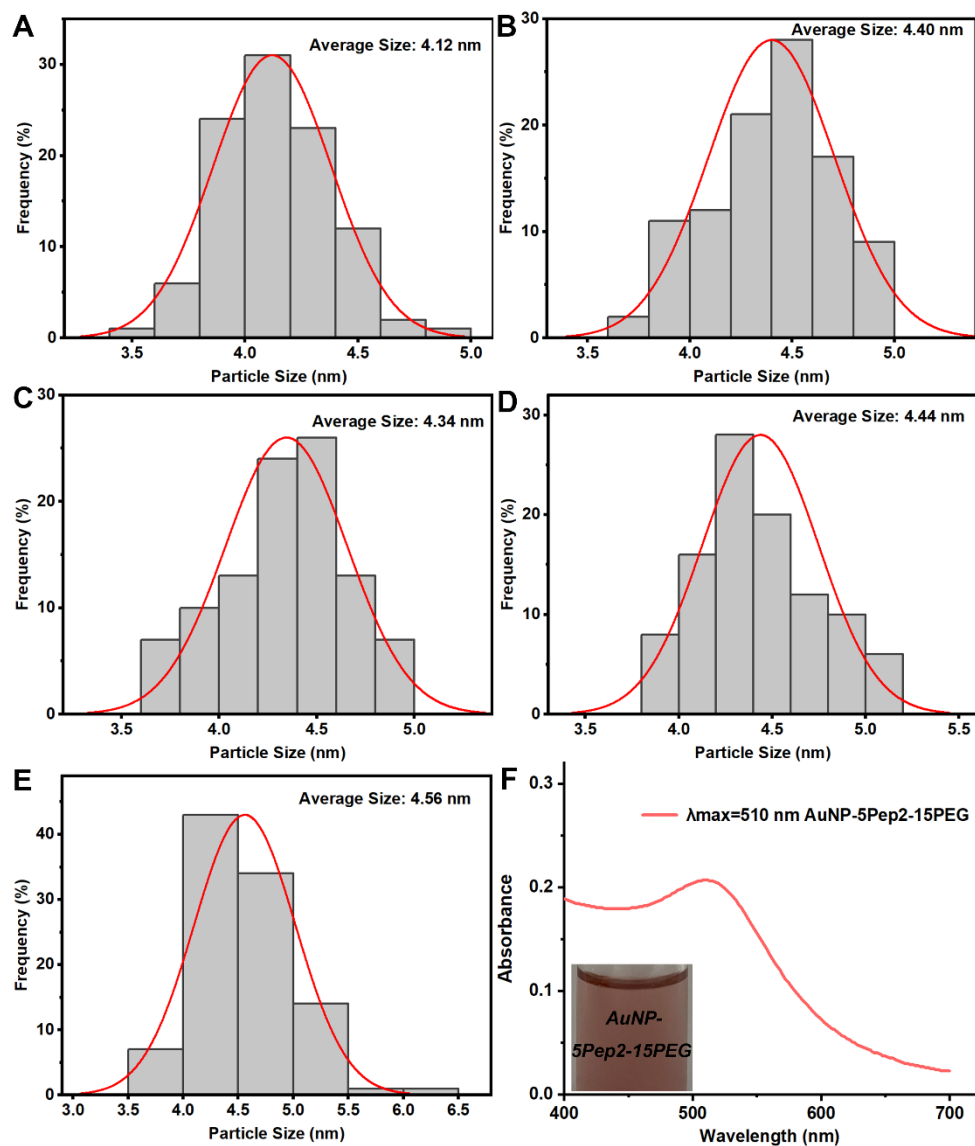 A
Average Size: 4.12 nm
30
20
10
0
Frequency (%)
3.5 4.0 4.5 5.0
Particle Size (nm)
B
Average Size: 4.40 nm
30
20
10
0
Frequency (%)
3.5 4.0 4.5 5.0
Particle Size (nm)
C
Average Size: 4.34 nm
30
20
10
0
Frequency (%)
3.5 4.0 4.5 5.0
Particle Size (nm)
D
Average Size: 4.44 nm
30
20
10
0
Frequency (%)
3.5 4.0 4.5 5.0 5.5
Particle Size (nm)
E
Average Size: 4.56 nm
40
30
20
10
0
Frequency (%)
3.0 3.5 4.0 4.5 5.0 5.5 6.0 6.5
Particle Size (nm)
F
λmax=510 nm AuNP-5Pep2-15PEG
0.3
0.2
0.1
0.0
Absorbance
AuNP-
5Pep2-15PEG
400 500 600 700
Wavelength (nm)